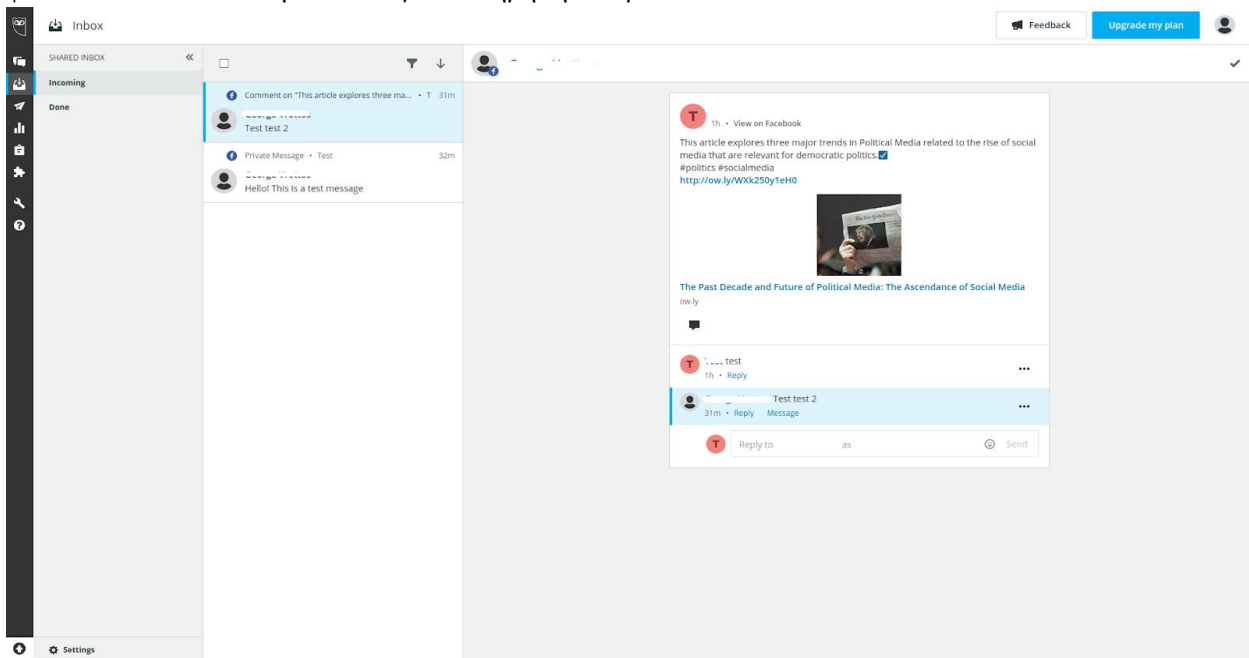 Inbox
Feedback
Upgrade my plan
SHARED INBOX
Incoming
Done
Comment on "This article explores three ma... • T 31m
Test test 2
Private Message • Test 32m
Hello! This is a test message
T
1h • View on Facebook
This article explores three major trends in Political Media related to the rise of social
media that are relevant for democratic politics.
#politics #socialmedia
http://ow.ly/WXk250y1eH0
The Past Decade and Future of Political Media: The Ascendance of Social Media
ow.ly
T test
1h • Reply
Test test 2
31m • Reply Message
T Reply to as Send
Settings